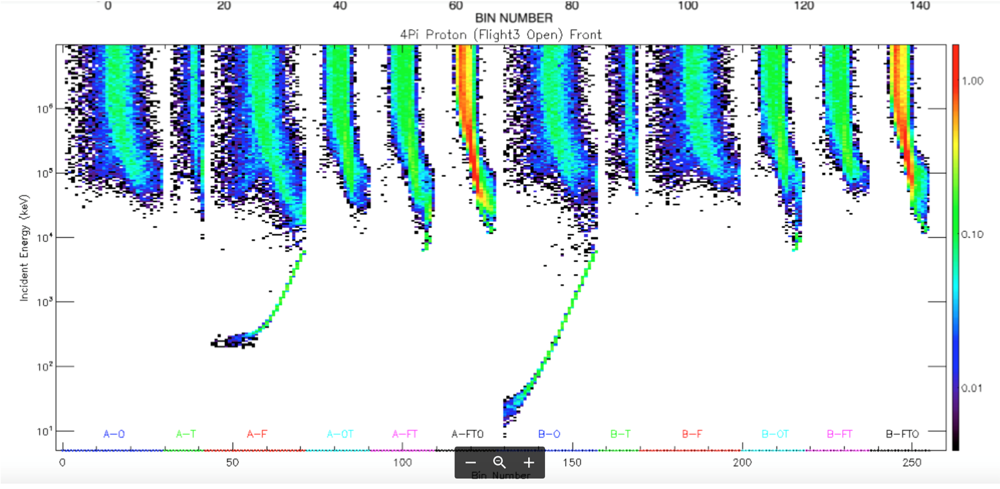 0 20 40 60 80 100 120 140
BIN NUMBER
4Pi Proton (Flight3 Open) Front
Incident Energy (keV)
10⁶
10⁵
10⁴
10³
10²
10¹
1.00
0.10
0.01
A-O A-T A-F A-OT A-FT A-FTO B-O B-T B-F B-OT B-FT B-FTO
0 50 100 150 200 250
Bin Number